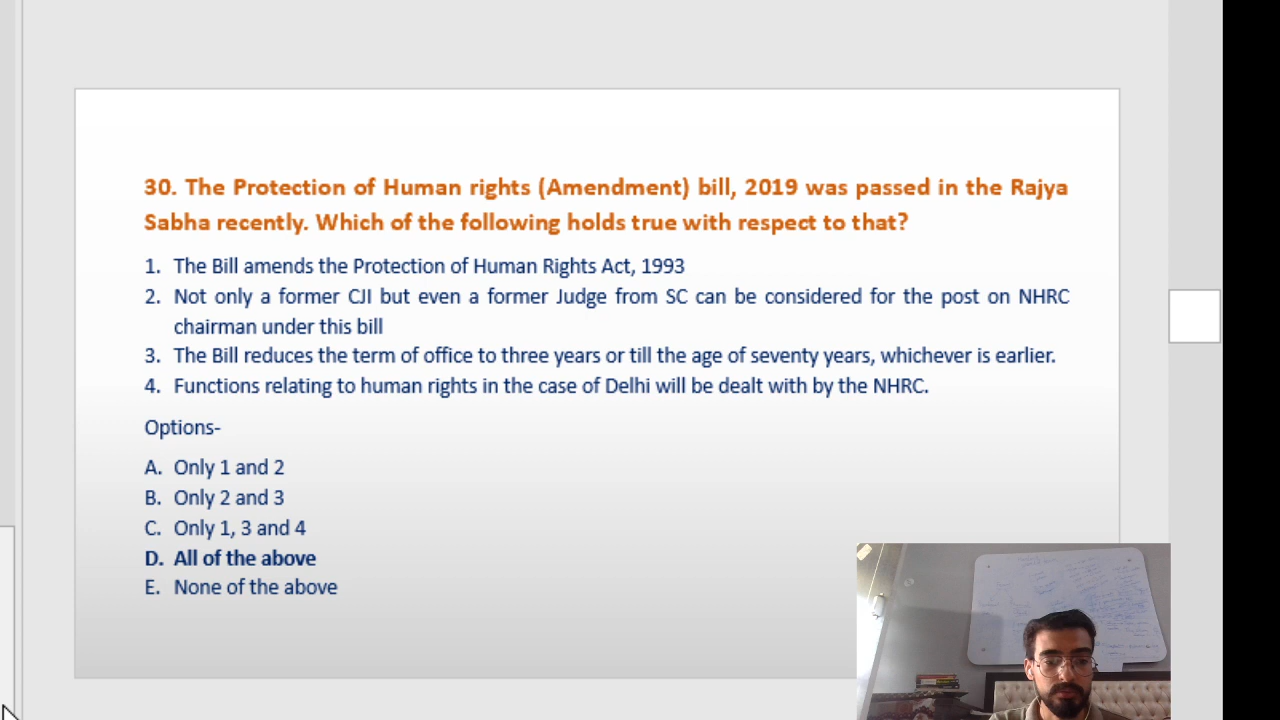 30. The Protection of Human rights (Amendment) bill, 2019 was passed in the Rajya
Sabha recently. Which of the following holds true with respect to that?
1. The Bill amends the Protection of Human Rights Act, 1993
2. Not only a former CJI but even a former Judge from SC can be considered for the post on NHRC
chairman under this bill
3. The Bill reduces the term of office to three years or till the age of seventy years, whichever is earlier.
4. Functions relating to human rights in the case of Delhi will be dealt with by the NHRC.
Options-
A. Only 1 and 2
B. Only 2 and 3
C. Only 1, 3 and 4
D. All of the above
E. None of the above